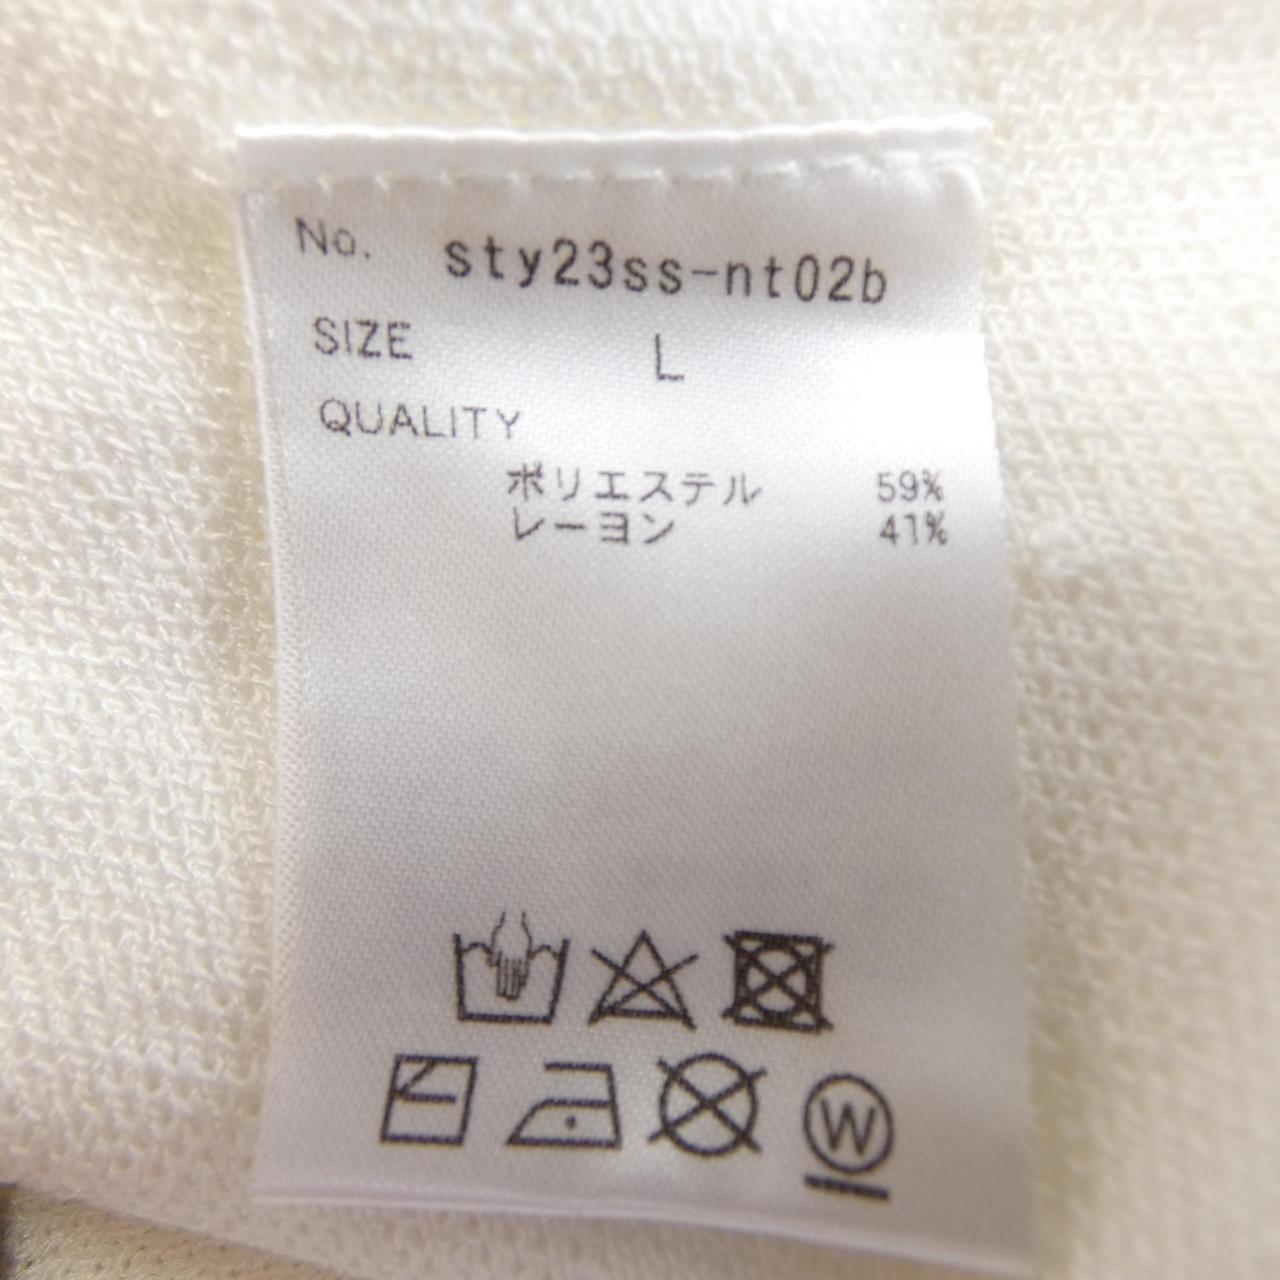 No. sty23ss-nt02b
SIZE L
QUALITY
ポリエステル 59%
レーヨン 41%
W